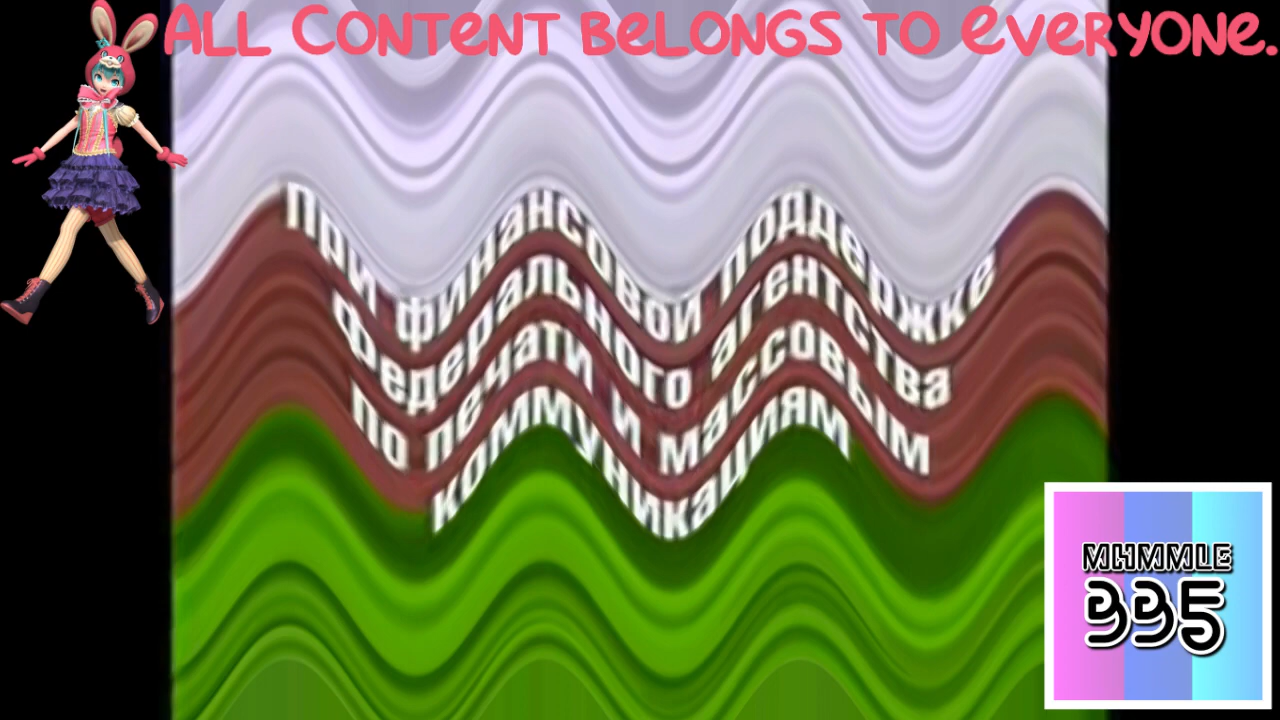 ALL CONTENT BELONGS TO EVERYONE.
При финансовой поддержке
Федерального агентства
по печати и массовым
коммуникациям
MHMMLE
335